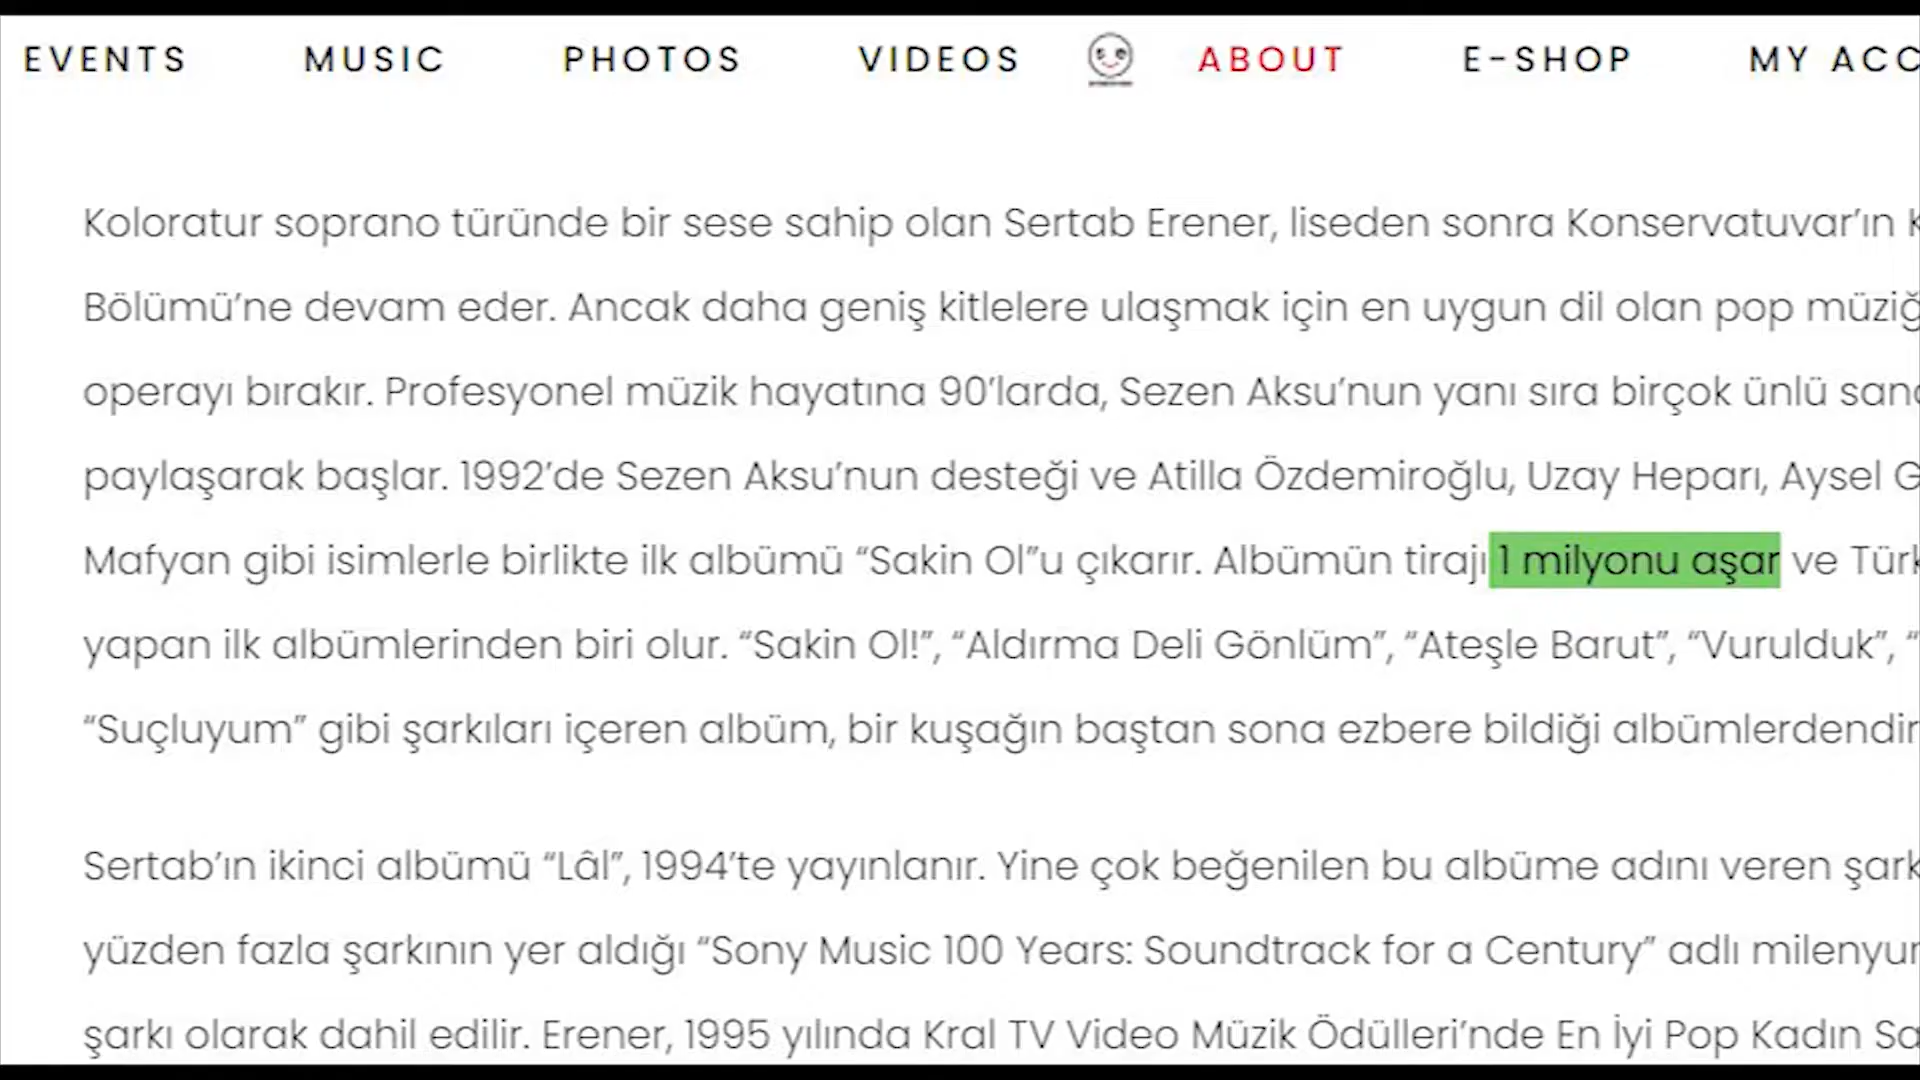 EVENTS MUSIC PHOTOS VIDEOS ABOUT E-SHOP MY ACC
Koloratur soprano türünde bir sese sahip olan Sertab Erener, liseden sonra Konservatuvar’ın
Bölümü’ne devam eder. Ancak daha geniş kitlelere ulaşmak için en uygun dil olan pop müziğ
operayı bırakır. Profesyonel müzik hayatına 90’larda, Sezen Aksu’nun yanı sıra birçok ünlü san
paylaşarak başlar. 1992’de Sezen Aksu’nun desteği ve Atilla Özdemiroğlu, Uzay Heparı, Aysel G
Mafyan gibi isimlerle birlikte ilk albümü “Sakin Ol”u çıkarır. Albümün tirajı 1 milyonu aşar ve Türk
yapan ilk albümlerinden biri olur. “Sakin Ol!”, “Aldırma Deli Gönlüm”, “Ateşle Barut”, “Vurulduk”, “
“Suçluyum” gibi şarkıları içeren albüm, bir kuşağın baştan sona ezbere bildiği albümlerdendir
Sertab’ın ikinci albümü “Lâl”, 1994’te yayınlanır. Yine çok beğenilen bu albüme adını veren şark
yüzden fazla şarkının yer aldığı “Sony Music 100 Years: Soundtrack for a Century” adlı milenyu
şarkı olarak dahil edilir. Erener, 1995 yılında Kral TV Video Müzik Ödülleri’nde En İyi Pop Kadın Sa